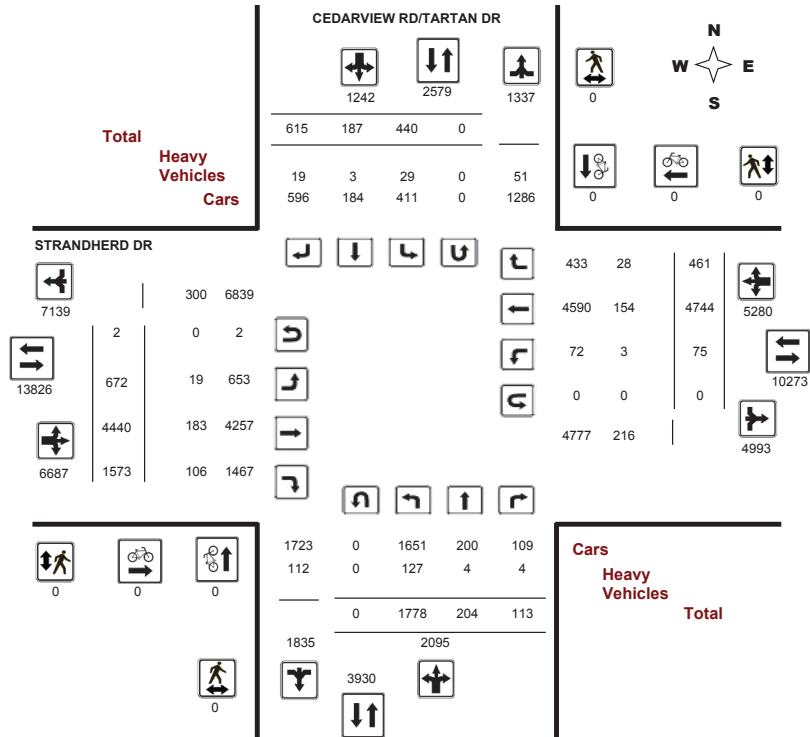 CEDARVIEW RD/TARTAN DR
N
W E
S
1242 2579 1337 0
615 187 440 0
Total
Heavy
Vehicles
Cars
19 3 29 0 51
596 184 411 0 1286
0 0 0
STRANDHERD DR
7139
300 6839
2 0 2
13826
672 19 653
4440 183 4257
6687
1573 106 1467
433 28 461
4590 154 4744
5280
72 3 75
10273
0 0 0
4777 216
4993
1723 0 1651 200 109
112 0 127 4 4
0 1778 204 113
1835 2095
3930
0 0 0
0
Cars
Heavy
Vehicles
Total